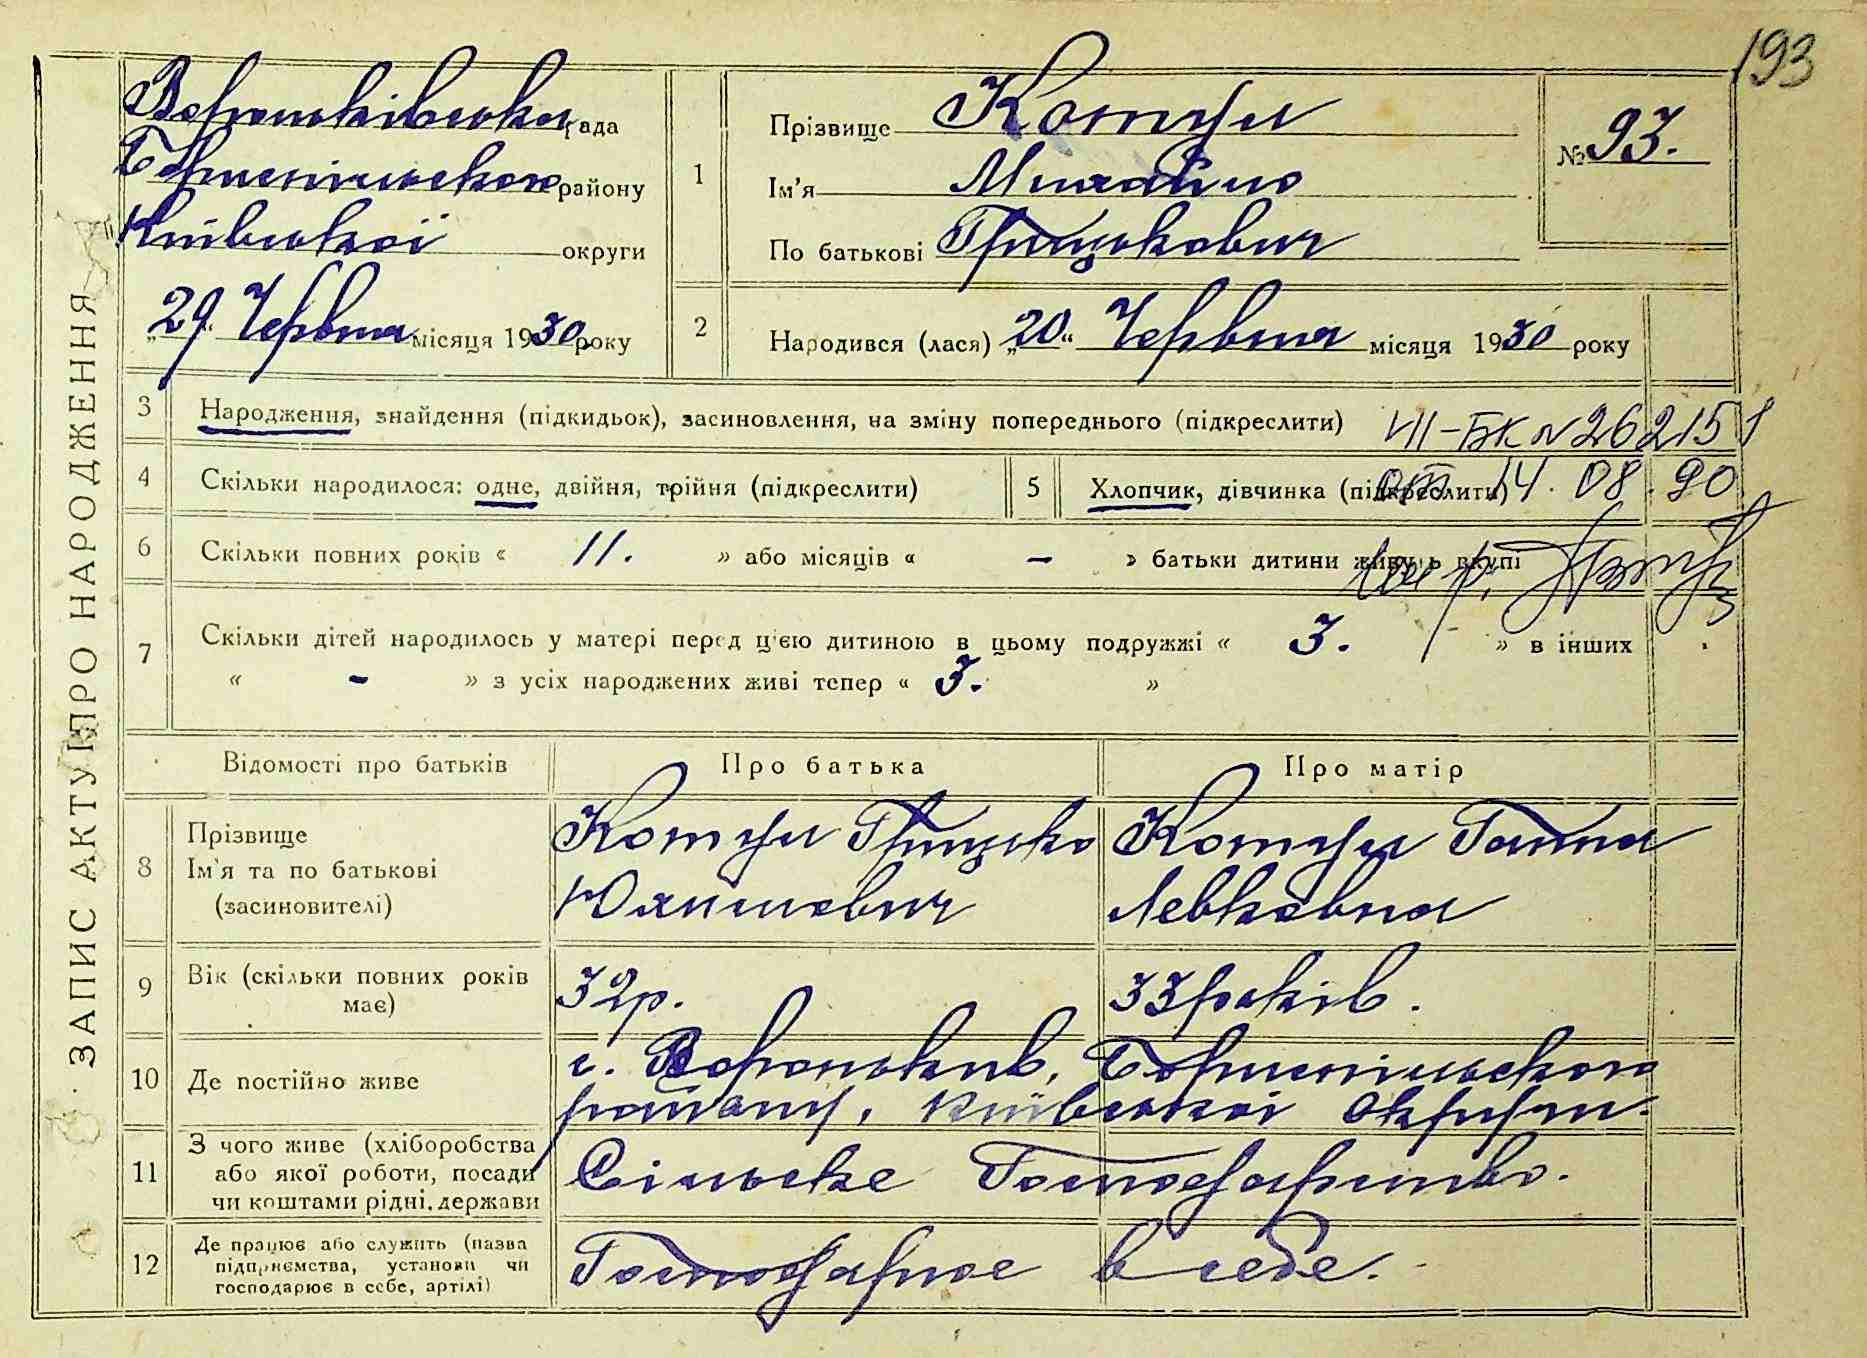 193
ЗАПИС АКТУ ПРО НАРОДЖЕННЯ
Вороньківська рада
Бориспільського району
Київської округи
„29“ Червня місяця 1930 року
1
Прізвище Коцюи
Ім'я Михайло
По батькові Грицькович
№ 93.
2
Народився (лася) „20“ Червня місяця 1930 року
3 Народження, знайдення (підкидьок), засиновлення, на зміну попереднього (підкреслити)
VII-БК N 262151
от 14.08.90
4 Скільки народилося: одне, двійня, трійня (підкреслити) 5 Хлопчик, дівчинка (підкреслити)
6 Скільки повних років « 11. » або місяців « - » батьки дитини живуть вкупі
7 Скільки дітей народилось у матері перед ц'єю дитиною в цьому подружжі « 3. » в інших
« - » з усіх народжених живі тепер « 3. »
Відомості про батьків Про батька Про матір
8 Прізвище
Ім'я та по батькові
(засиновителі)
Грицько
Юхимович
Ганна
Левковна
9 Вік (скільки повних років
має)
32р. 33 років.
10 Де постійно живе
с. Вороньків, Бориспільського
району, Київської Округи.
11 З чого живе (хліборобства
або якої роботи, посади
чи коштами рідні, держави
Сільське Господарство.
12 Де працює або служить (назва
підприємства, установи чи
господарює в себе, артілі)
Господарює в себе.